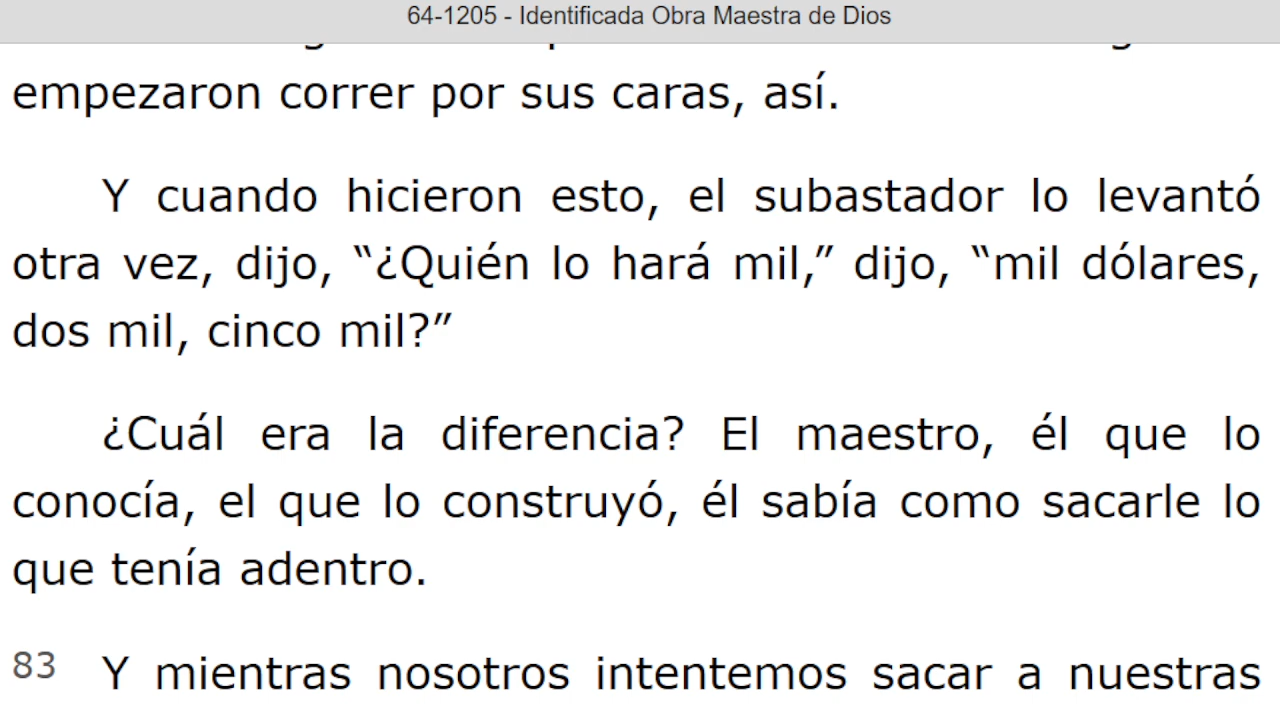 64-1205 - Identificada Obra Maestra de Dios
empezaron correr por sus caras, así.
Y cuando hicieron esto, el subastador lo levantó
otra vez, dijo, “¿Quién lo hará mil,” dijo, “mil dólares,
dos mil, cinco mil?”
¿Cuál era la diferencia? El maestro, él que lo
conocía, el que lo construyó, él sabía como sacarle lo
que tenía adentro.
83 Y mientras nosotros intentemos sacar a nuestras